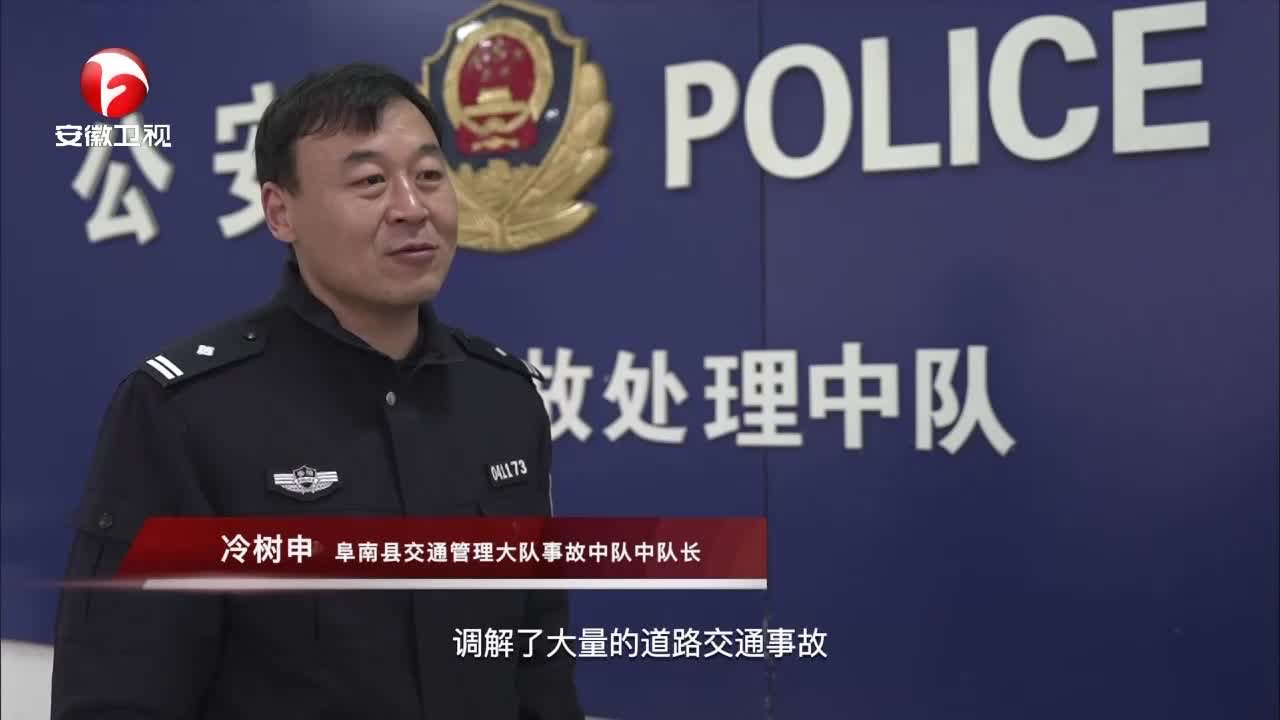 安徽卫视
公安 POLICE
故处理中队
041173
冷树申 阜南县交通管理大队事故中队中队长
调解了大量的道路交通事故